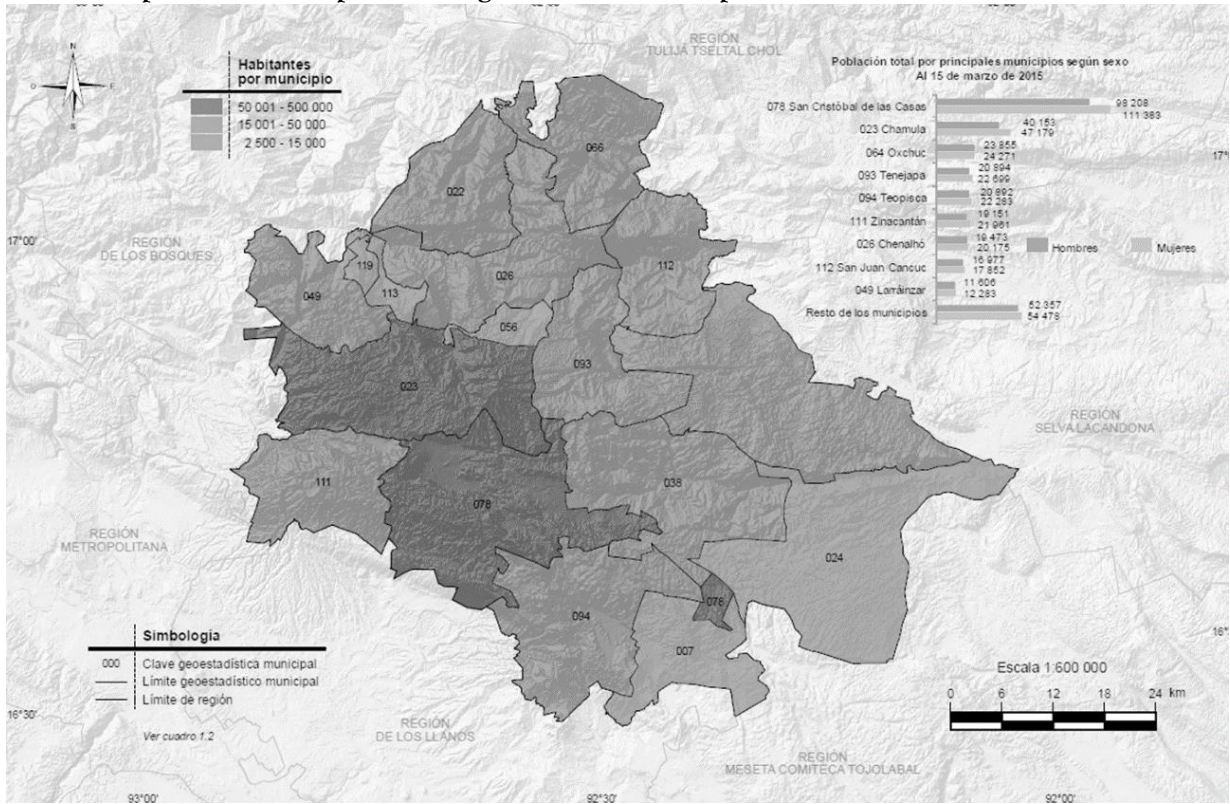 REGIÓN
TULIJÁ TSELTAL CHOL
N
O
E
S
Habitantes
por municipio
50 001 - 500 000
15 001 - 50 000
2 500 - 15 000
Población total por principales municipios según sexo
Al 15 de marzo de 2015
078 San Cristóbal de las Casas
98 208
111 383
023 Chamula
40 153
47 179
064 Oxchuc
23 855
24 271
093 Tenejapa
20 894
22 699
094 Teopisca
20 892
22 283
111 Zinacantán
19 151
21 961
026 Chenalhó
19 473
20 175
112 San Juan Cancuc
16 977
17 852
049 Larráinzar
11 606
12 283
Resto de los municipios
52 357
54 478
Hombres
Mujeres
066
022
17°00'
REGIÓN
DE LOS BOSQUES
119
026
112
049
113
056
023
093
REGIÓN
SELVA LACANDONA
111
078
038
REGIÓN
METROPOLITANA
024
078
094
007
Simbología
000 Clave geoestadística municipal
Límite geoestadístico municipal
Límite de región
Ver cuadro 1.2
Escala 1:600 000
0 6 12 18 24 km
16°30'
REGIÓN
DE LOS LLANOS
REGIÓN
MESETA COMITECA TOJOLABAL
93°00'
92°30'
92°00'